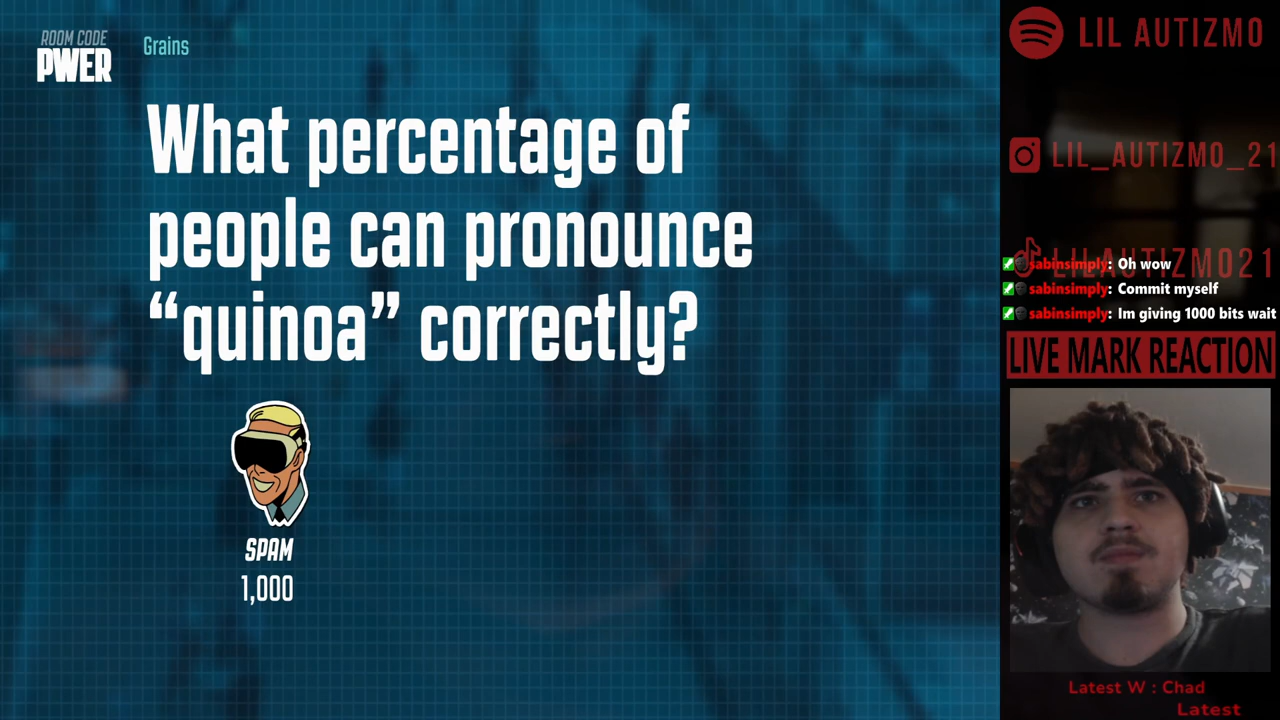 ROOM CODE
PWER
Grains
What percentage of
people can pronounce
“quinoa” correctly?
SPAM
1,000
LIL AUTIZMO
LIL_AUTIZMO_21
LILAUTIZMO21
sabinsimply: Oh wow
sabinsimply: Commit myself
sabinsimply: Im giving 1000 bits wait
LIVE MARK REACTION
Latest W : Chad
Latest